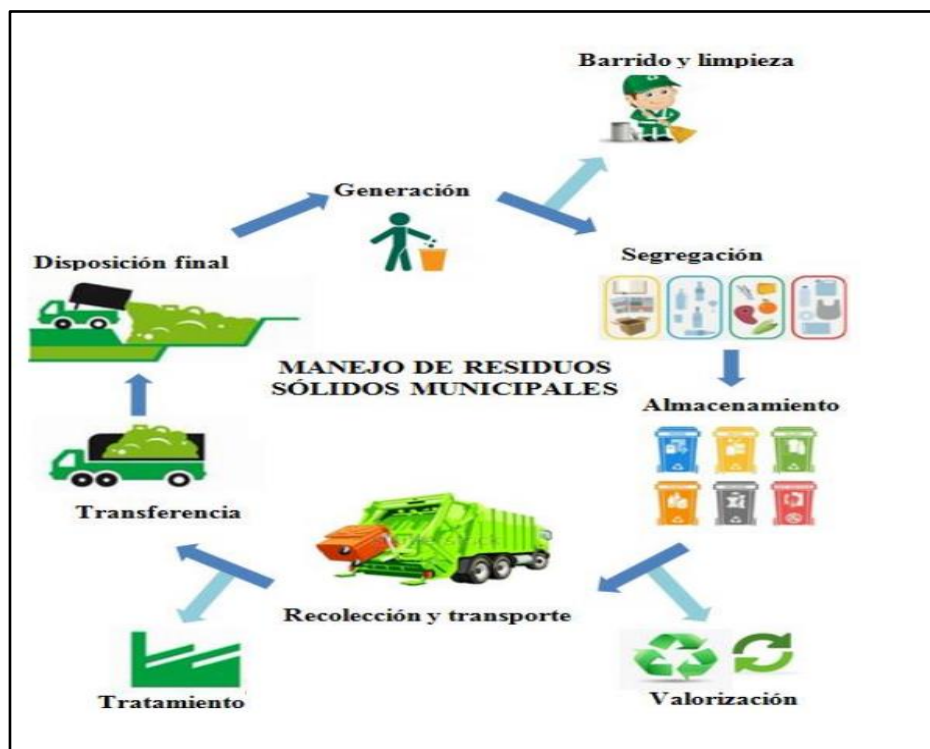 Barrido y limpieza
Generación
Segregación
Disposición final
MANEJO DE RESIDUOS
SÓLIDOS MUNICIPALES
Almacenamiento
Transferencia
Recolección y transporte
Tratamiento
Valorización